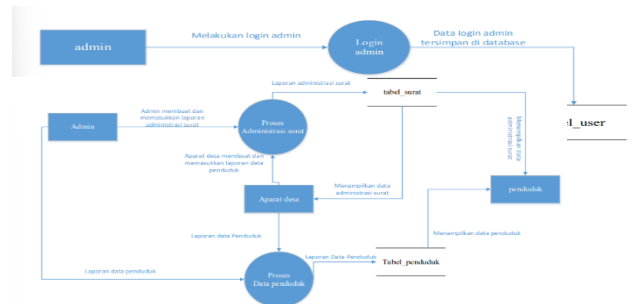 admin
Melakukan login admin
Login
admin
Data login admin
tersimpan di database
Laporan administrasi surat
tabel_surat
Admin
Admin membuat dan
memasukkan laporan
administrasi surat
Proses
Administrasi surat
Menampilkan data
administrasi surat
el_user
Aparat desa membuat dan
memasukkan laporan data
penduduk
Aparat desa
Menampilkan data
administrasi surat
penduduk
Laporan data Penduduk
Menampilkan data penduduk
Laporan data penduduk
Proses
Data penduduk
Laporan Data Penduduk
Tabel_penduduk